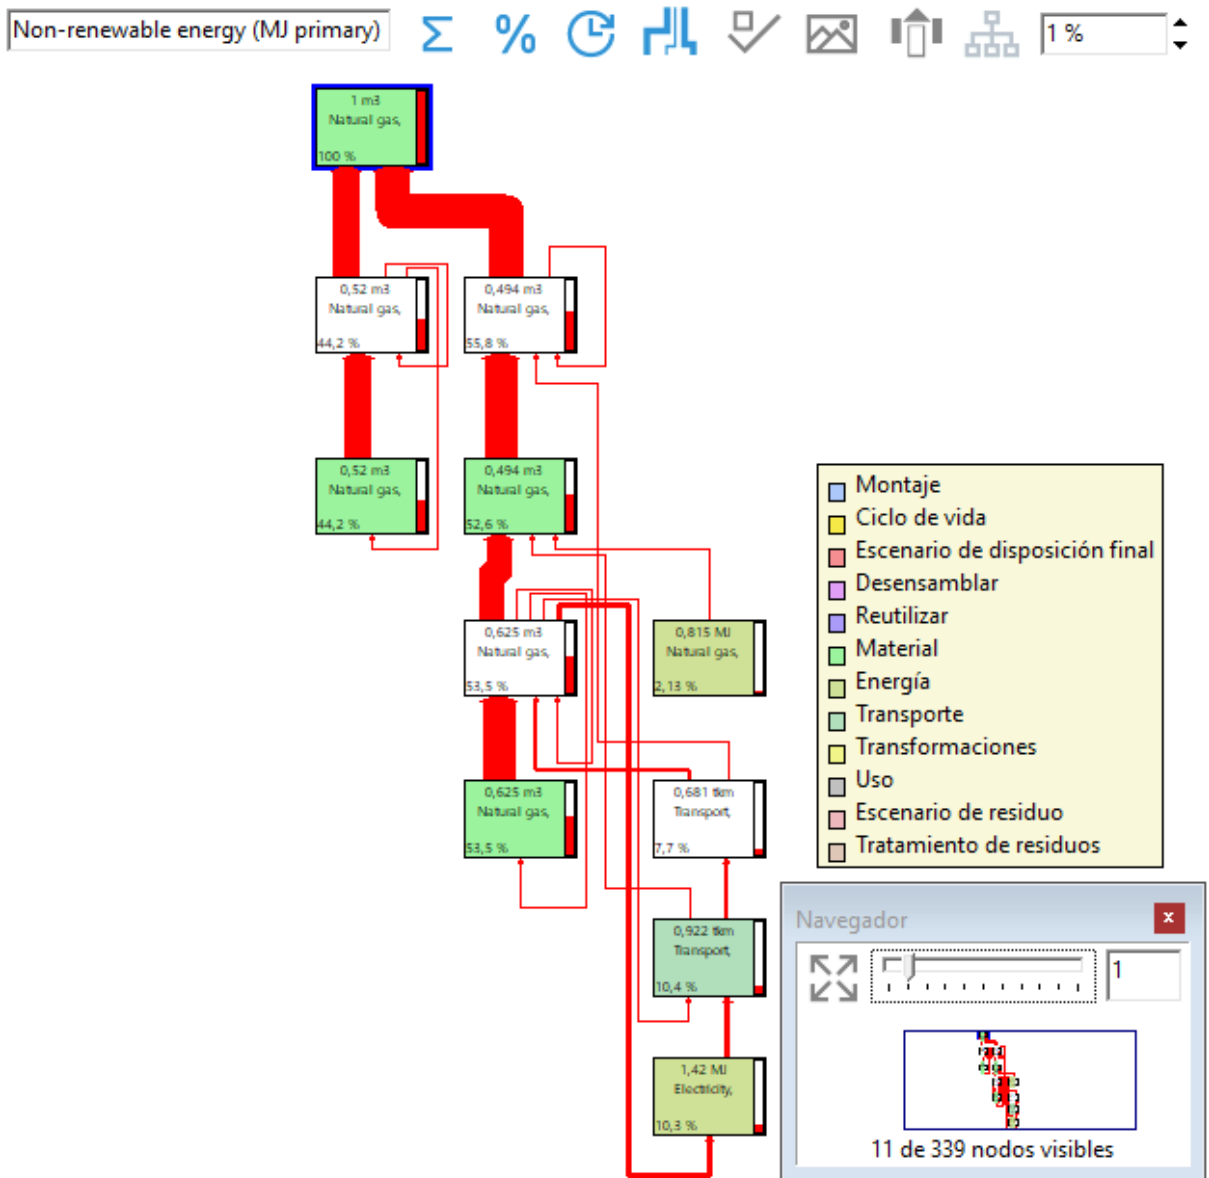 Non-renewable energy (MJ primary)
1 %
1 m3
Natural gas,
100 %
0,52 m3
Natural gas,
44,2 %
0,494 m3
Natural gas,
55,8 %
0,52 m3
Natural gas,
44,2 %
0,494 m3
Natural gas,
52,6 %
0,625 m3
Natural gas,
53,5 %
0,815 MJ
Natural gas,
2,13 %
0,625 m3
Natural gas,
53,5 %
0,681 tkm
Transport,
7,7 %
0,922 tkm
Transport,
10,4 %
1,42 MJ
Electricity,
10,3 %
Montaje
Ciclo de vida
Escenario de disposición final
Desensamblar
Reutilizar
Material
Energía
Transporte
Transformaciones
Uso
Escenario de residuo
Tratamiento de residuos
Navegador
1
11 de 339 nodos visibles